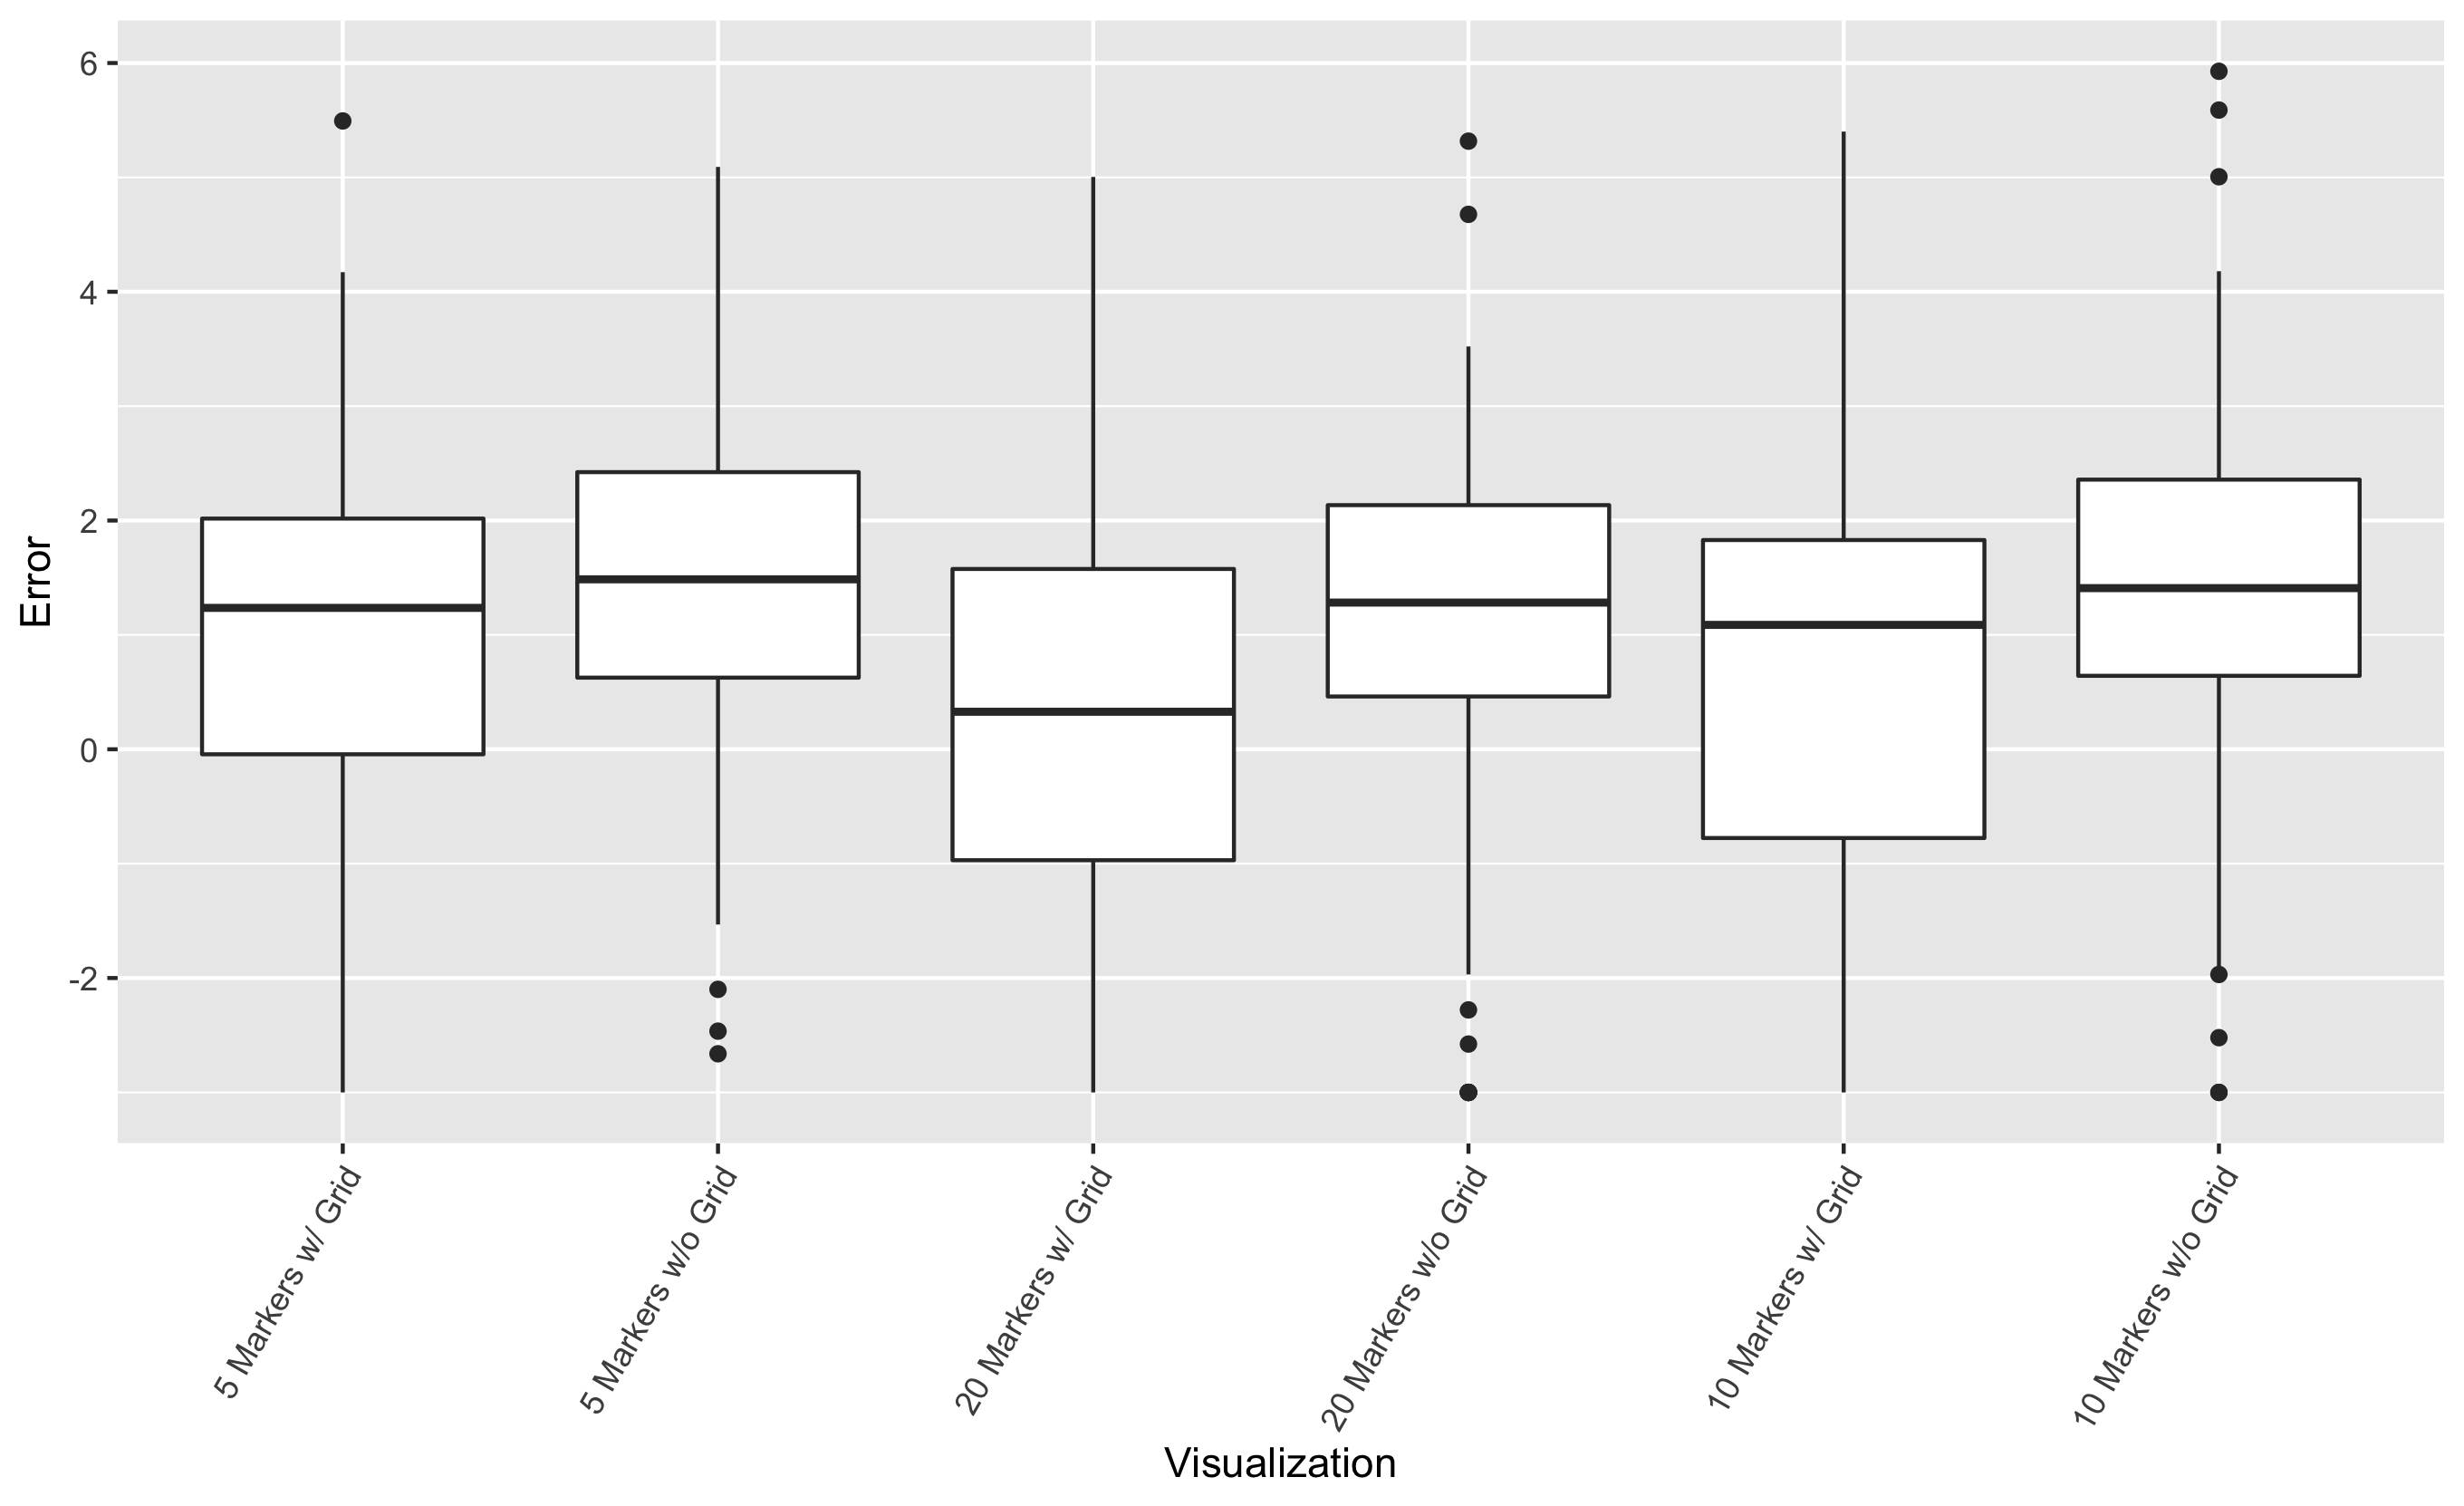 6
4
2
0
-2
Error
5 Markers w/ Grid
5 Markers w/o Grid
20 Markers w/ Grid
20 Markers w/o Grid
10 Markers w/ Grid
10 Markers w/o Grid
Visualization